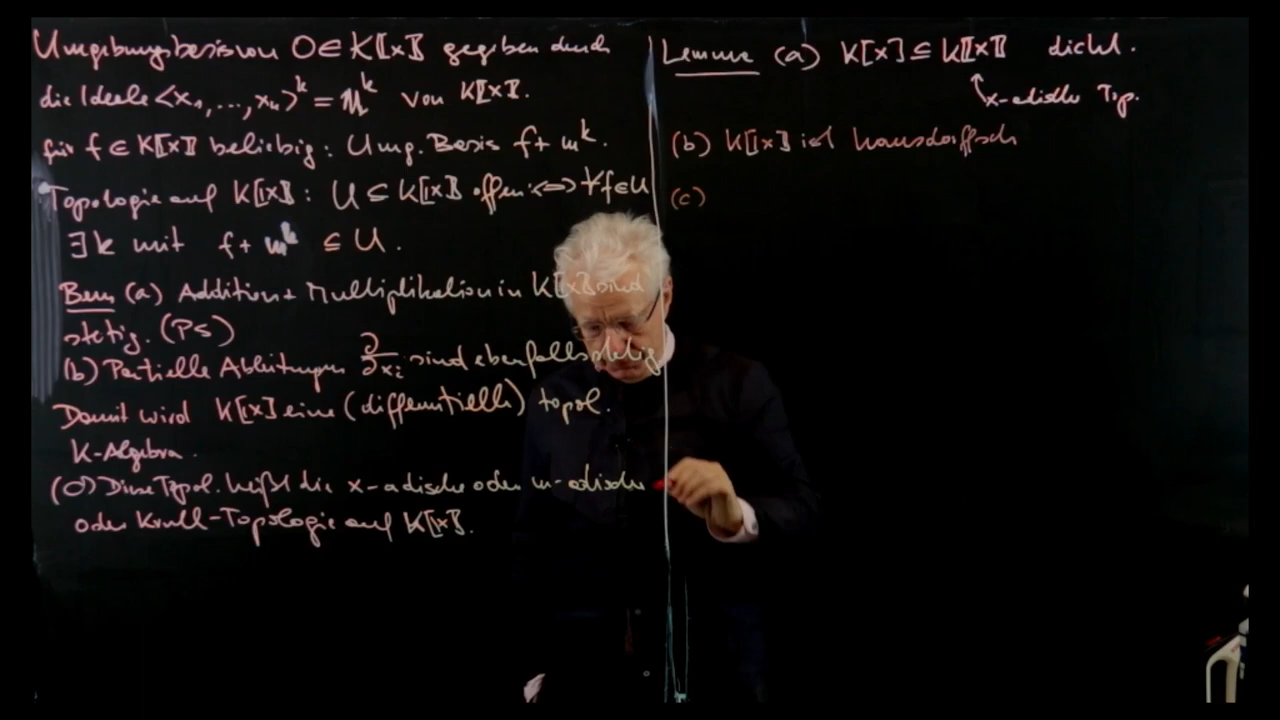 Umgebungsbasis von 0 ∈ K⟦x⟧ gegeben durch
die Ideale <x₁, ..., xₙ>ᵏ = mᵏ von K⟦x⟧.
für f ∈ K⟦x⟧ beliebig: Umg. Basis f + mᵏ.
Topologie auf K⟦x⟧: U ⊆ K⟦x⟧ offen :<=> ∀f∈U
∃k mit f + mᵏ ⊆ U.
Bem (a) Addition + Multiplikation in K⟦x⟧ sind
stetig. (PS)
(b) Partielle Ableitungen ∂/∂xᵢ sind ebenfalls stetig
Damit wird K⟦x⟧ eine (differentielle) topol.
K-Algebra.
(0) Diese Topol. heißt die x-adische oder m-adische
oder Krull-Topologie auf K⟦x⟧.
Lemma (a) K[x] ⊆ K⟦x⟧ dicht.
x-adische Top.
(b) K⟦x⟧ ist hausdorffsch
(c)